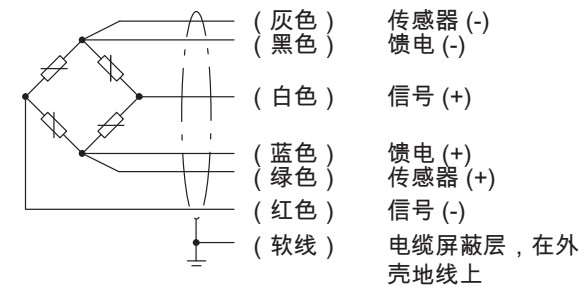 （灰色） 传感器 (-)
（黑色） 馈电 (-)
（白色） 信号 (+)
（蓝色） 馈电 (+)
（绿色） 传感器 (+)
（红色） 信号 (-)
（软线） 电缆屏蔽层，在外
壳地线上